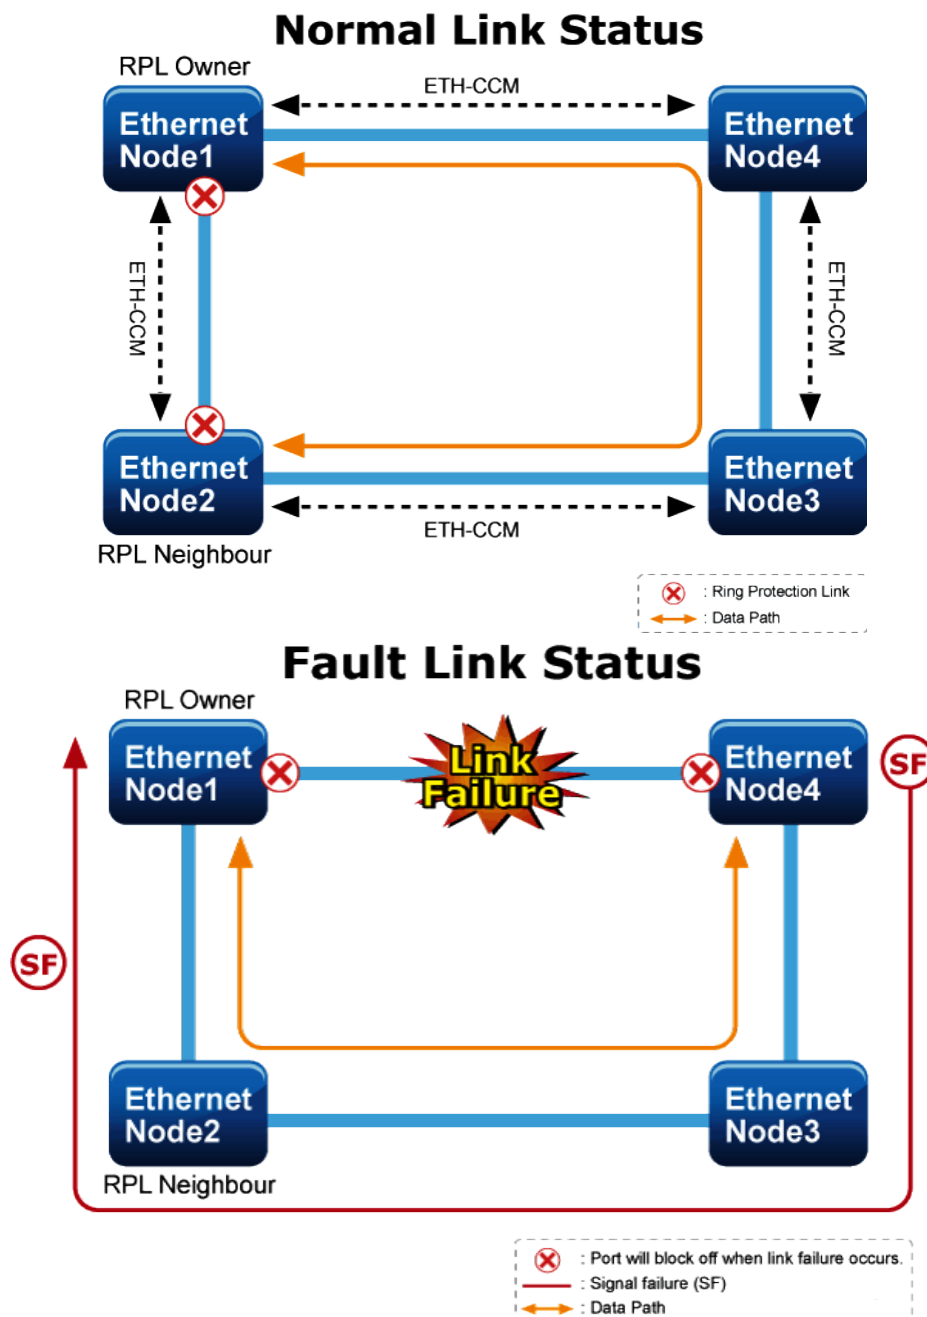 Normal Link Status
RPL Owner
ETH-CCM
Ethernet
Node1
Ethernet
Node4
ETH-CCM
ETH-CCM
Ethernet
Node2
Ethernet
Node3
ETH-CCM
RPL Neighbour
: Ring Protection Link
: Data Path
Fault Link Status
RPL Owner
Ethernet
Node1
Link
Failure
Ethernet
Node4
SF
SF
Ethernet
Node2
Ethernet
Node3
RPL Neighbour
: Port will block off when link failure occurs.
: Signal failure (SF)
: Data Path